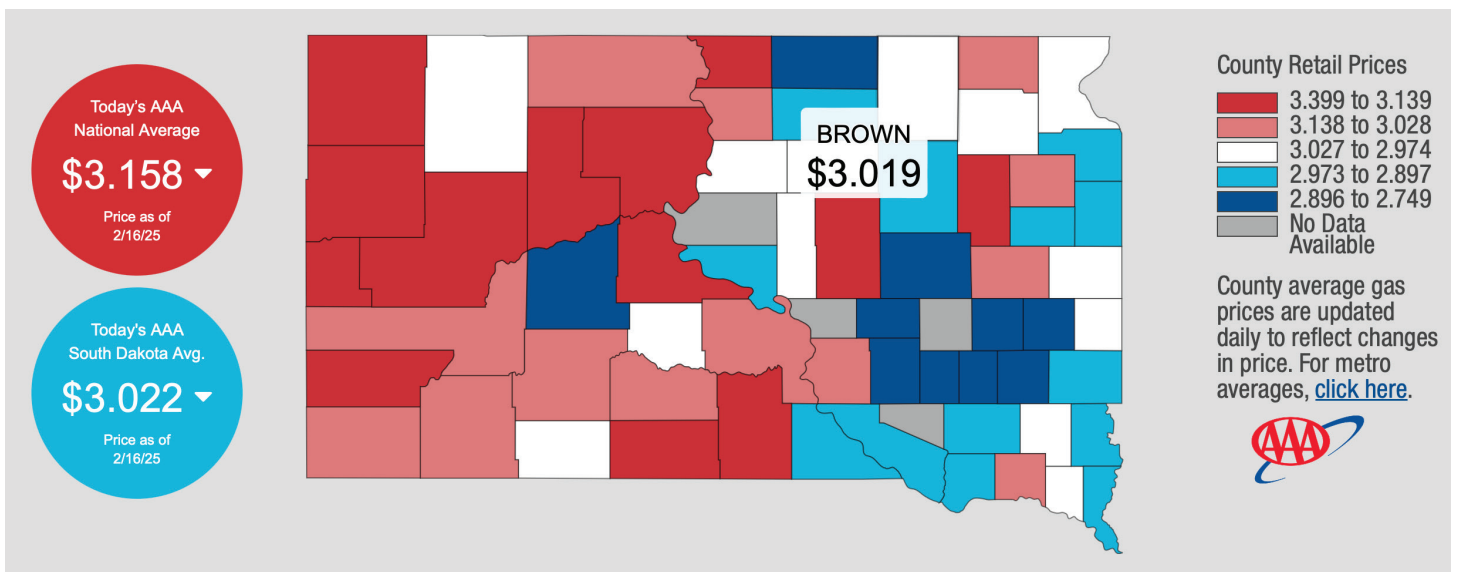 Today's AAA
National Average
$3.158
Price as of
2/16/25
Today's AAA
South Dakota Avg.
$3.022
Price as of
2/16/25
BROWN
$3.019
County Retail Prices
3.399 to 3.139
3.138 to 3.028
3.027 to 2.974
2.973 to 2.897
2.896 to 2.749
No Data
Available
County average gas
prices are updated
daily to reflect changes
in price. For metro
averages, click here.
AAA